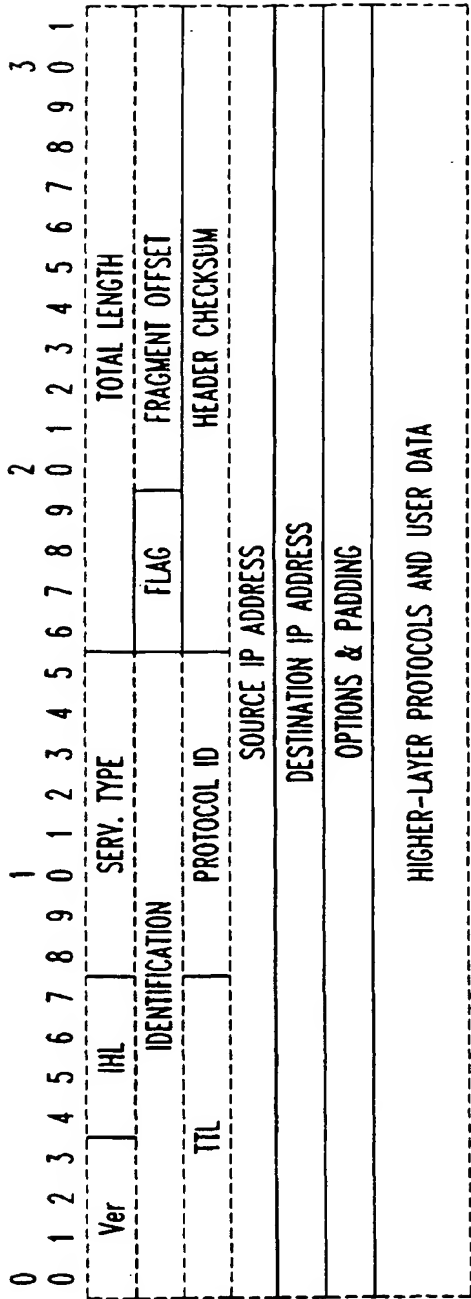 0 1 2 3
0 1 2 3 4 5 6 7 8 9 0 1 2 3 4 5 6 7 8 9 0 1 2 3 4 5 6 7 8 9 0 1
Ver IHL SERV. TYPE TOTAL LENGTH
IDENTIFICATION FLAG FRAGMENT OFFSET
TTL PROTOCOL ID HEADER CHECKSUM
SOURCE IP ADDRESS
DESTINATION IP ADDRESS
OPTIONS & PADDING
HIGHER-LAYER PROTOCOLS AND USER DATA